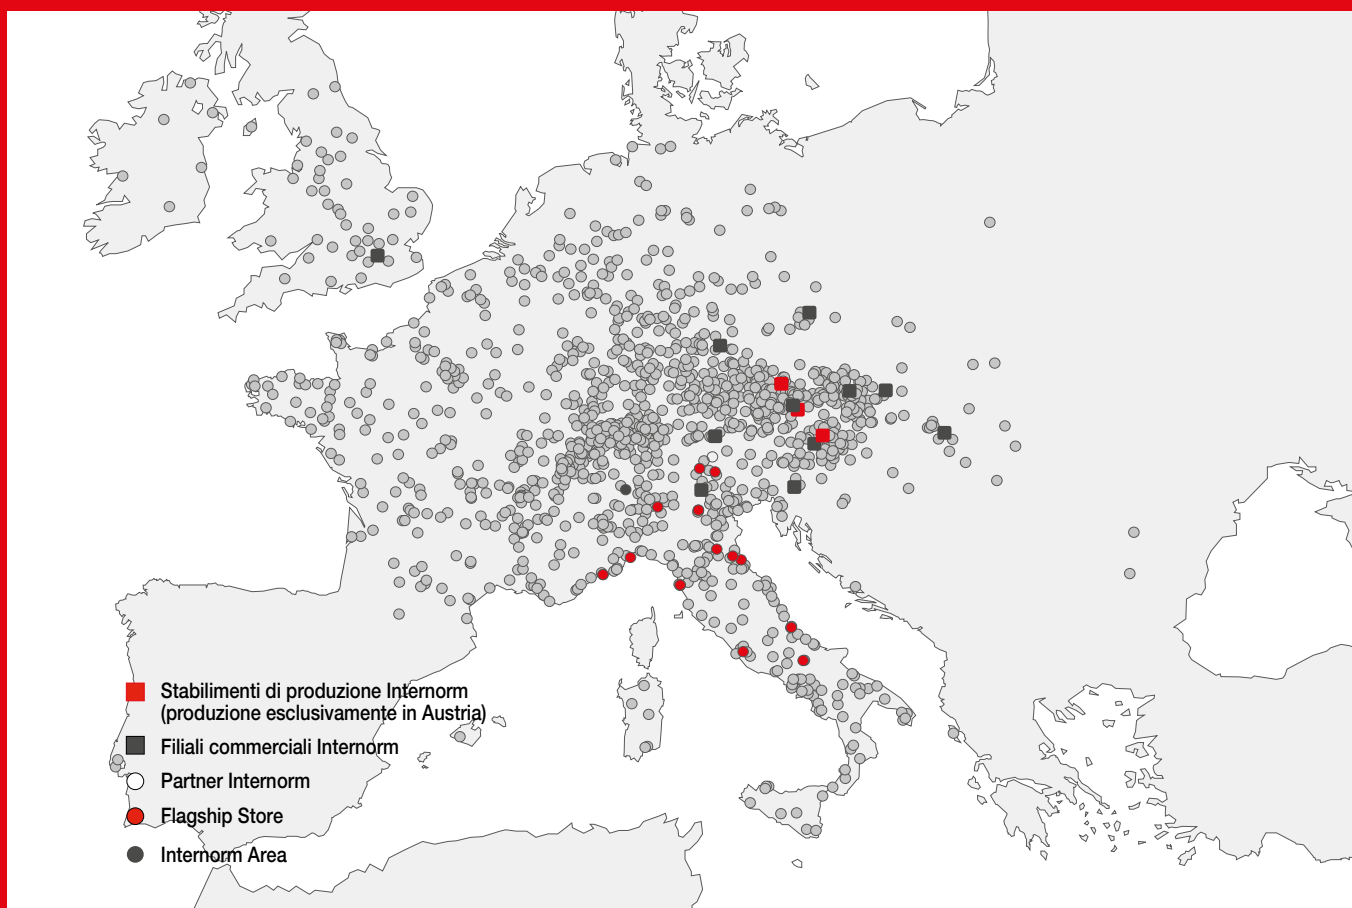 Stabilimenti di produzione Internorm
(produzione esclusivamente in Austria)
Filiali commerciali Internorm
Partner Internorm
Flagship Store
Internorm Area